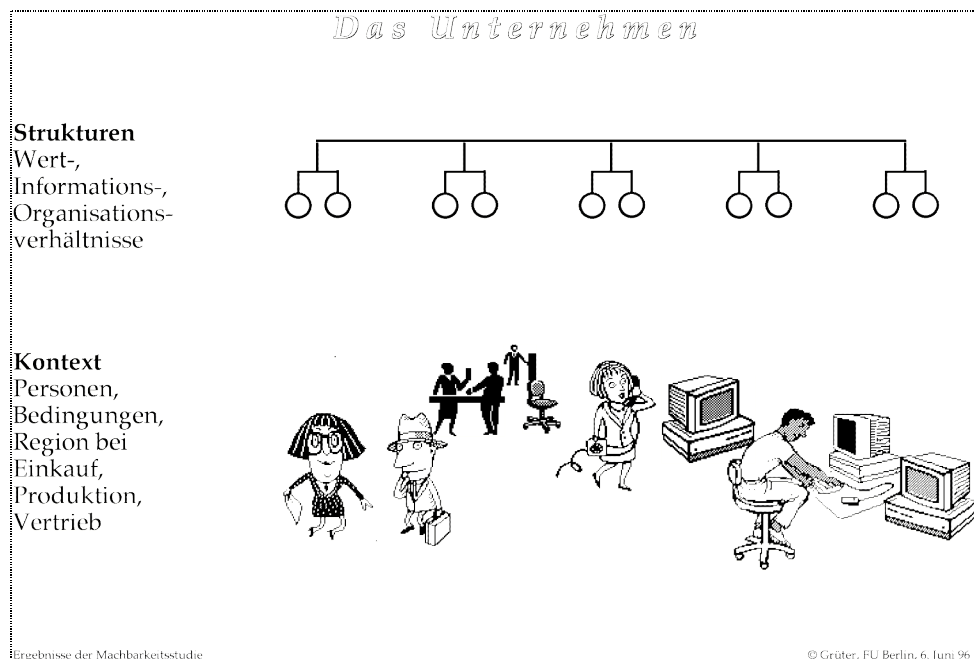 Das Unternehmen
Strukturen
Wert-,
Informations-,
Organisations-
verhältnisse
Kontext
Personen,
Bedingungen,
Region bei
Einkauf,
Produktion,
Vertrieb
Ergebnisse der Machbarkeitsstudie
© Grüter, FU Berlin, 6. Juni 96